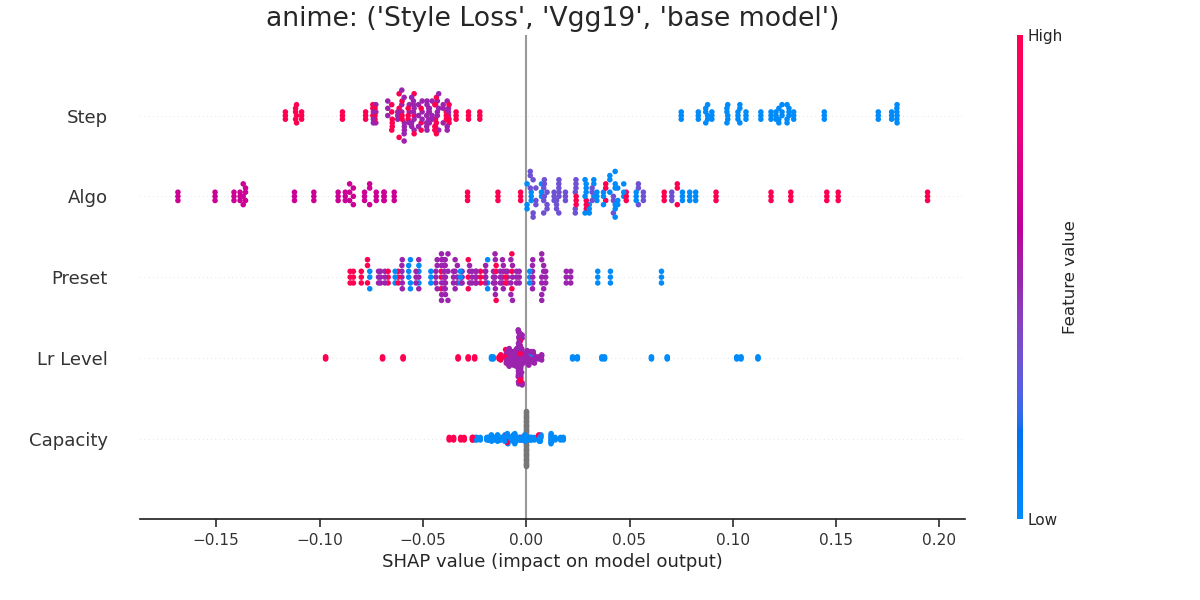 anime: ('Style Loss', 'Vgg19', 'base model')
High
Step
Algo
Preset
Lr Level
Capacity
Feature value
Low
−0.15 −0.10 −0.05 0.00 0.05 0.10 0.15 0.20
SHAP value (impact on model output)